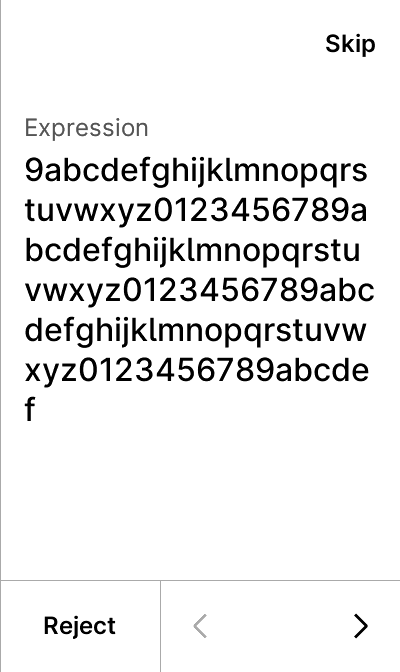 Skip
Expression
9abcdefghijklmnopqrs
tuvwxyz0123456789a
bcdefghijklmnopqrstu
vwxyz0123456789abc
defghijklmnopqrstuvw
xyz0123456789abcde
f
Reject